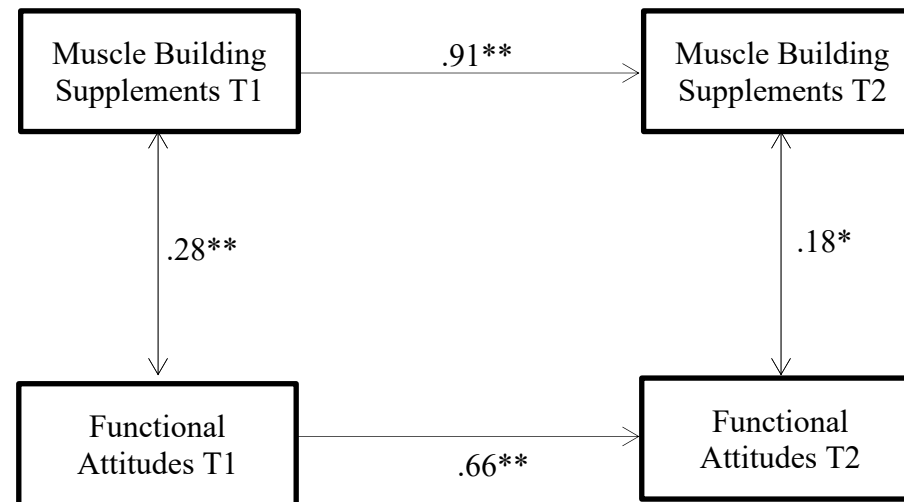 Muscle Building
Supplements T1
.91**
Muscle Building
Supplements T2
.28**
.18*
Functional
Attitudes T1
.66**
Functional
Attitudes T2